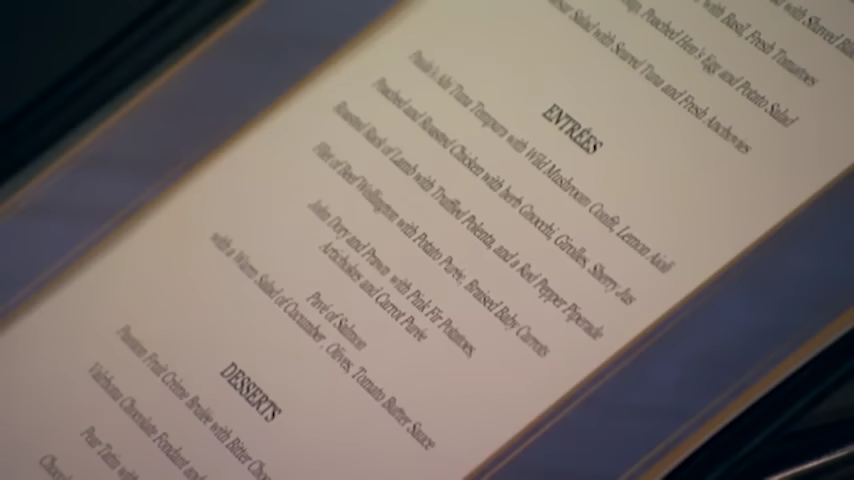 with Shaved
with Basil, Fresh Tomatoes
Poached Hen's Egg and Potato Salad
Salad with Seared Tuna and Fresh Anchovies
ENTRÉES
Ahi Tuna Tempura with Wild Mushroom Confit, Lemon Aioli
Poached and Roasted Chicken with herb Gnocchi, Girolles, Sherry Jus
Roasted Rack of Lamb with Truffled Polenta, and a Red Pepper Piperade
Filet of Beef Wellington with Potato Purée, Braised Baby Carrots
John Dory and Prawn with Pink Fir Potatoes,
Artichokes and Carrot Purée
Pavé of Salmon
with a Warm Salad of Cucumber, Olives, Tomato Butter Sauce
DESSERTS
Passion Fruit Crème Brûlée with Bitter
Valrhona Chocolate Fondant and
Pear Tatin with